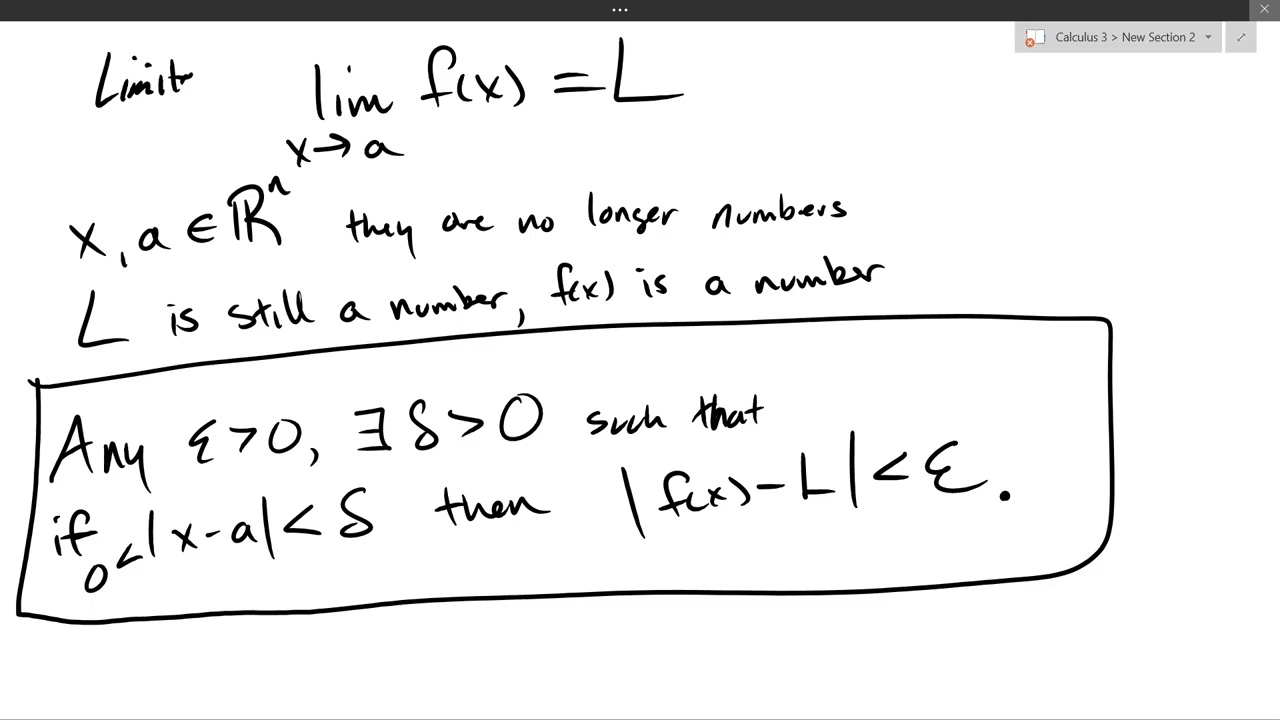 Calculus 3 > New Section 2
Limits lim f(x) = L
x → a
x, a ∈ ℝⁿ they are no longer numbers
L is still a number, f(x) is a number
Any ε > 0, ∃ δ > 0 such that
if 0 < |x - a| < δ then |f(x) - L| < ε.